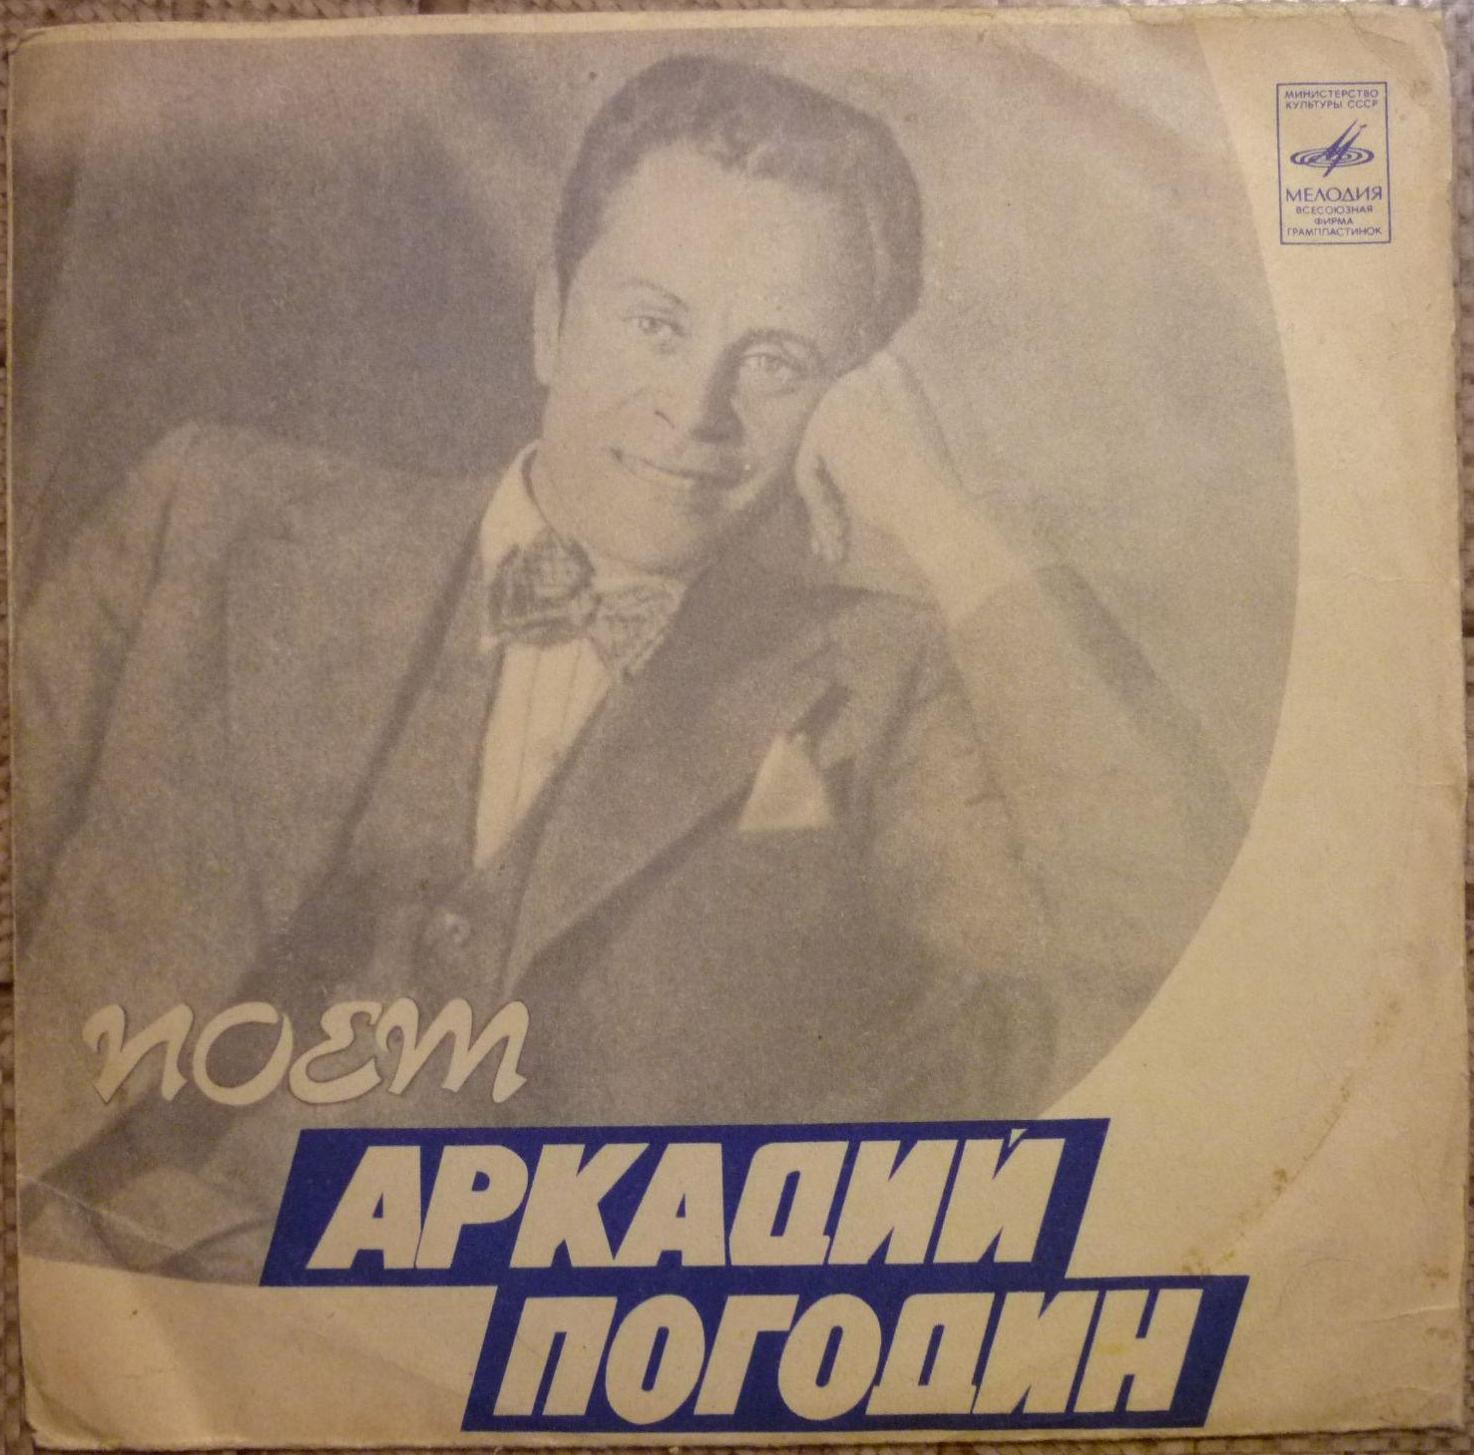 МИНИСТЕРСТВО
КУЛЬТУРЫ СССР
МЕЛОДИЯ
ВСЕСОЮЗНАЯ
ФИРМА
ГРАМПЛАСТИНОК
ПОЕТ
АРКАДИЙ
ПОГОДИН